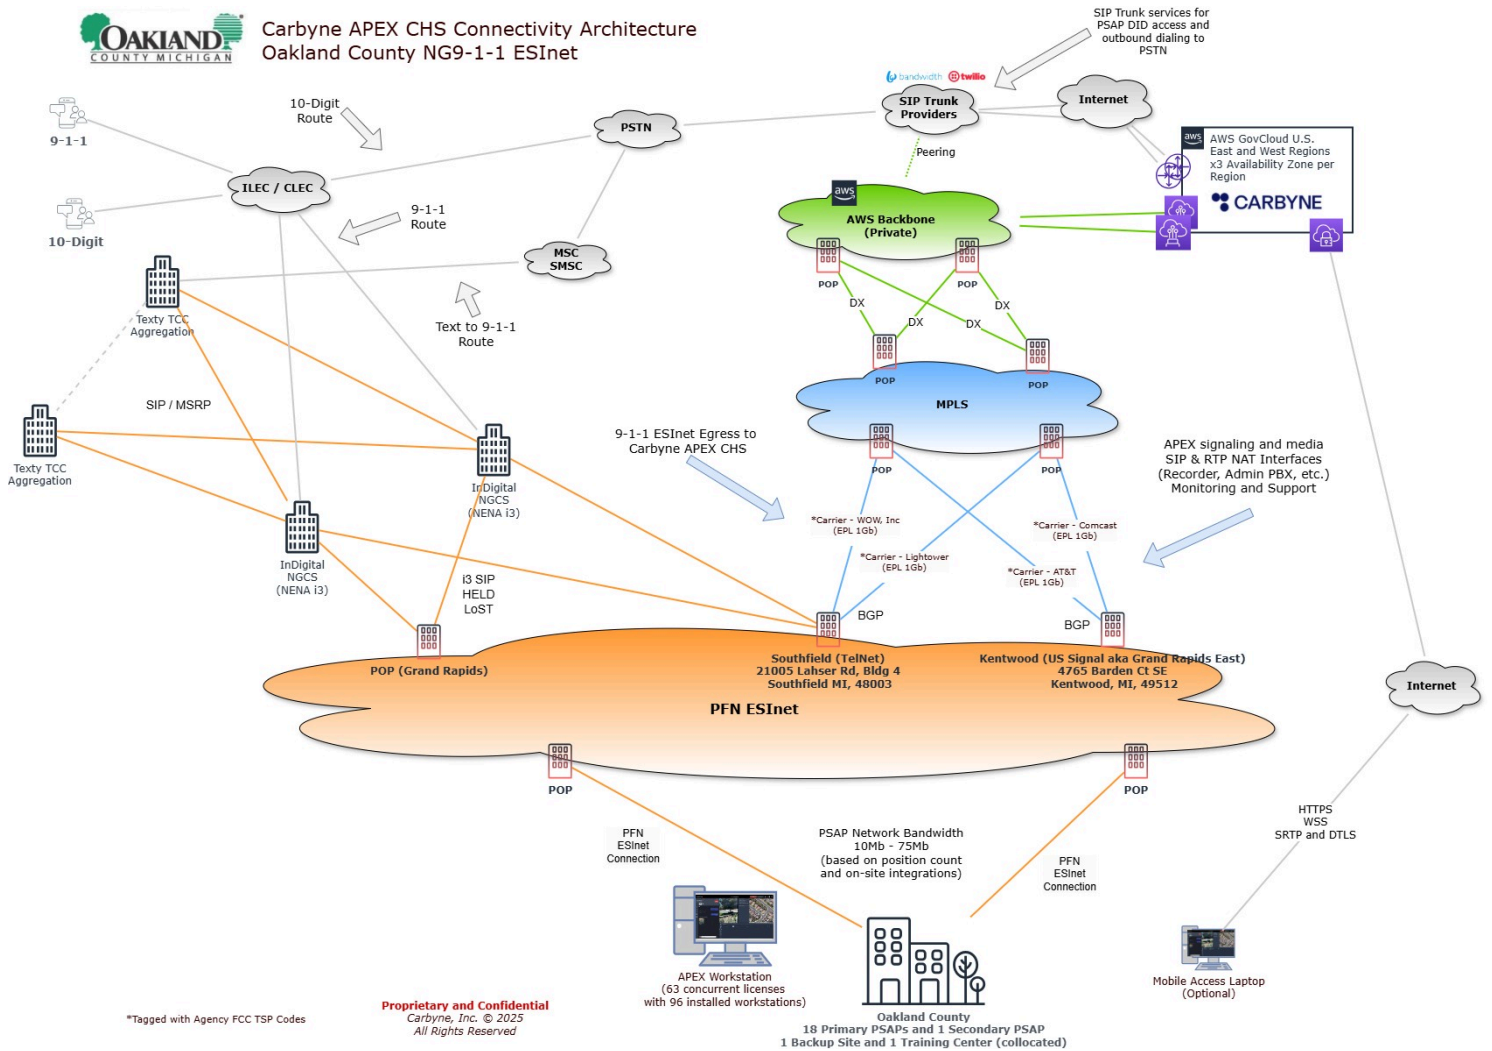 OAKLAND
COUNTY MICHIGAN
Carbyne APEX CHS Connectivity Architecture
Oakland County NG9-1-1 ESInet
SIP Trunk services for
PSAP DID access and
outbound dialing to
PSTN
bandwidth
twilio
SIP Trunk
Providers
Internet
10-Digit
Route
PSTN
9-1-1
aws
AWS GovCloud U.S.
East and West Regions
x3 Availability Zone per
Region
CARBYNE
Peering
ILEC / CLEC
aws
AWS Backbone
(Private)
9-1-1
Route
10-Digit
MSC
SMSC
POP
POP
DX
DX
DX
DX
Texty TCC
Aggregation
Text to 9-1-1
Route
POP
POP
MPLS
SIP / MSRP
9-1-1 ESInet Egress to
Carbyne APEX CHS
APEX signaling and media
SIP & RTP NAT Interfaces
(Recorder, Admin PBX, etc.)
Monitoring and Support
POP
POP
Texty TCC
Aggregation
InDigital
NGCS
(NENA i3)
*Carrier - WOW, Inc
(EPL 1Gb)
*Carrier - Comcast
(EPL 1Gb)
*Carrier - Lightower
(EPL 1Gb)
*Carrier - AT&T
(EPL 1Gb)
InDigital
NGCS
(NENA i3)
i3 SIP
HELD
LoST
BGP
BGP
POP (Grand Rapids)
Southfield (TelNet)
21005 Lahser Rd, Bldg 4
Southfield MI, 48003
Kentwood (US Signal aka Grand Rapids East)
4765 Barden Ct SE
Kentwood, MI, 49512
Internet
PFN ESInet
POP
POP
PFN
ESInet
Connection
PSAP Network Bandwidth
10Mb - 75Mb
(based on position count
and on-site integrations)
PFN
ESInet
Connection
HTTPS
WSS
SRTP and DTLS
APEX Workstation
(63 concurrent licenses
with 96 installed workstations)
Mobile Access Laptop
(Optional)
*Tagged with Agency FCC TSP Codes
Proprietary and Confidential
Carbyne, Inc. © 2025
All Rights Reserved
Oakland County
18 Primary PSAPs and 1 Secondary PSAP
1 Backup Site and 1 Training Center (collocated)